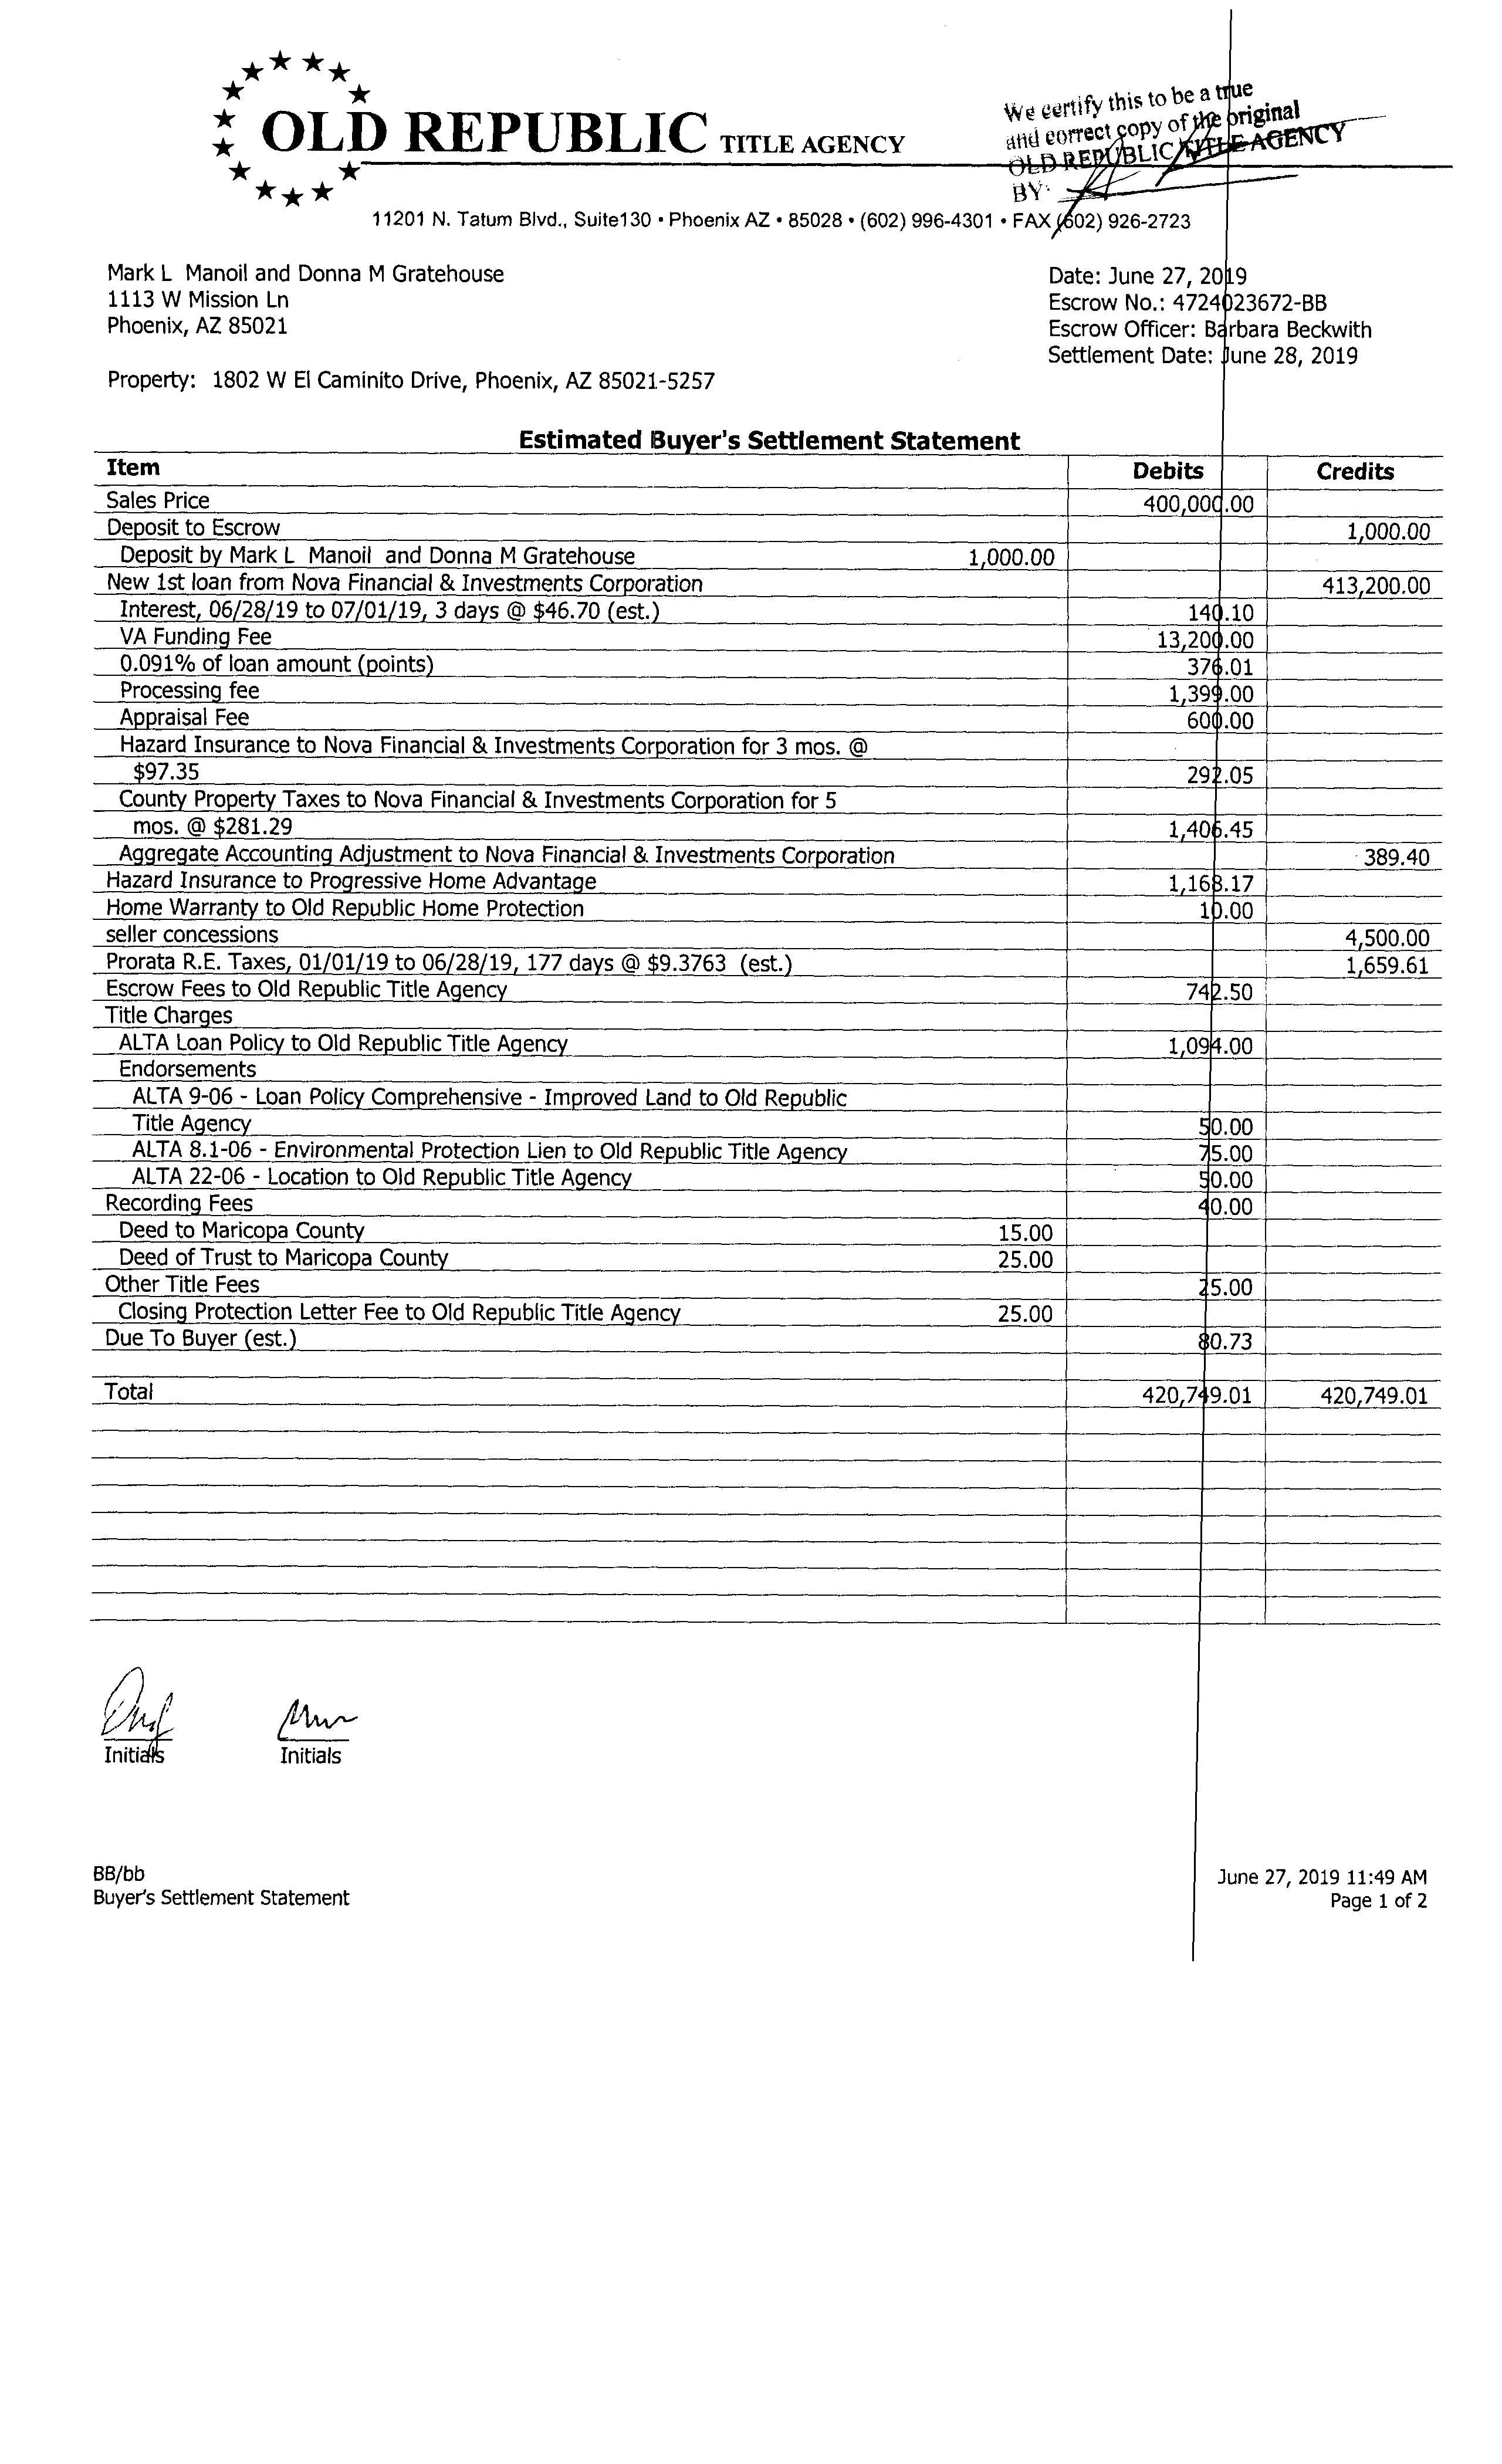 OLD REPUBLIC TITLE AGENCY
We certify this to be a true
and correct copy of the original
OLD REPUBLIC TITLE AGENCY
BY:
11201 N. Tatum Blvd., Suite130 • Phoenix AZ • 85028 • (602) 996-4301 • FAX (602) 926-2723
Mark L Manoil and Donna M Gratehouse
1113 W Mission Ln
Phoenix, AZ 85021
Date: June 27, 2019
Escrow No.: 4724023672-BB
Escrow Officer: Barbara Beckwith
Settlement Date: June 28, 2019
Property: 1802 W El Caminito Drive, Phoenix, AZ 85021-5257
Estimated Buyer's Settlement Statement
Item Debits Credits
Sales Price 400,000.00
Deposit to Escrow 1,000.00
Deposit by Mark L Manoil and Donna M Gratehouse 1,000.00
New 1st loan from Nova Financial & Investments Corporation 413,200.00
Interest, 06/28/19 to 07/01/19, 3 days @ $46.70 (est.) 140.10
VA Funding Fee 13,200.00
0.091% of loan amount (points) 376.01
Processing fee 1,399.00
Appraisal Fee 600.00
Hazard Insurance to Nova Financial & Investments Corporation for 3 mos. @
$97.35 292.05
County Property Taxes to Nova Financial & Investments Corporation for 5
mos. @ $281.29 1,406.45
Aggregate Accounting Adjustment to Nova Financial & Investments Corporation 389.40
Hazard Insurance to Progressive Home Advantage 1,168.17
Home Warranty to Old Republic Home Protection 10.00
seller concessions 4,500.00
Prorata R.E. Taxes, 01/01/19 to 06/28/19, 177 days @ $9.3763 (est.) 1,659.61
Escrow Fees to Old Republic Title Agency 742.50
Title Charges
ALTA Loan Policy to Old Republic Title Agency 1,094.00
Endorsements
ALTA 9-06 - Loan Policy Comprehensive - Improved Land to Old Republic
Title Agency 50.00
ALTA 8.1-06 - Environmental Protection Lien to Old Republic Title Agency 75.00
ALTA 22-06 - Location to Old Republic Title Agency 50.00
Recording Fees 40.00
Deed to Maricopa County 15.00
Deed of Trust to Maricopa County 25.00
Other Title Fees 25.00
Closing Protection Letter Fee to Old Republic Title Agency 25.00
Due To Buyer (est.) 80.73
Total 420,749.01 420,749.01
Initials Initials
BB/bb
Buyer's Settlement Statement
June 27, 2019 11:49 AM
Page 1 of 2